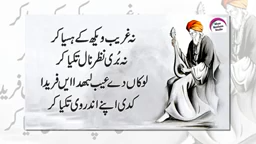 نہ غریب ویکھ کے ہسیا کر
نہ بُری نظر نال تکیا کر
لوکاں دے عیب لبھدا ایں فریدا
کدی اپنے اندر وی تکیا کر